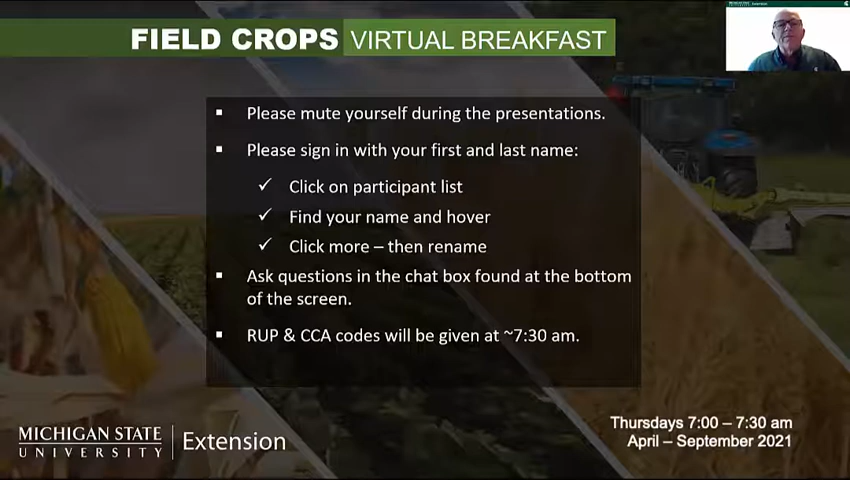 FIELD CROPS VIRTUAL BREAKFAST
Please mute yourself during the presentations.
Please sign in with your first and last name:
Click on participant list
Find your name and hover
Click more – then rename
Ask questions in the chat box found at the bottom
of the screen.
RUP & CCA codes will be given at ~7:30 am.
Thursdays 7:00 – 7:30 am
April – September 2021
MICHIGAN STATE
UNIVERSITY
Extension